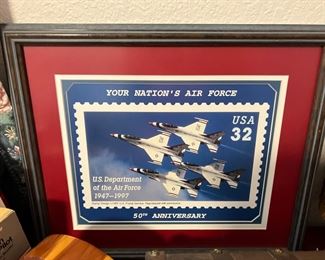 YOUR NATION'S AIR FORCE
USA
32
U.S. Department
of the Air Force
1947-1997
50TH ANNIVERSARY